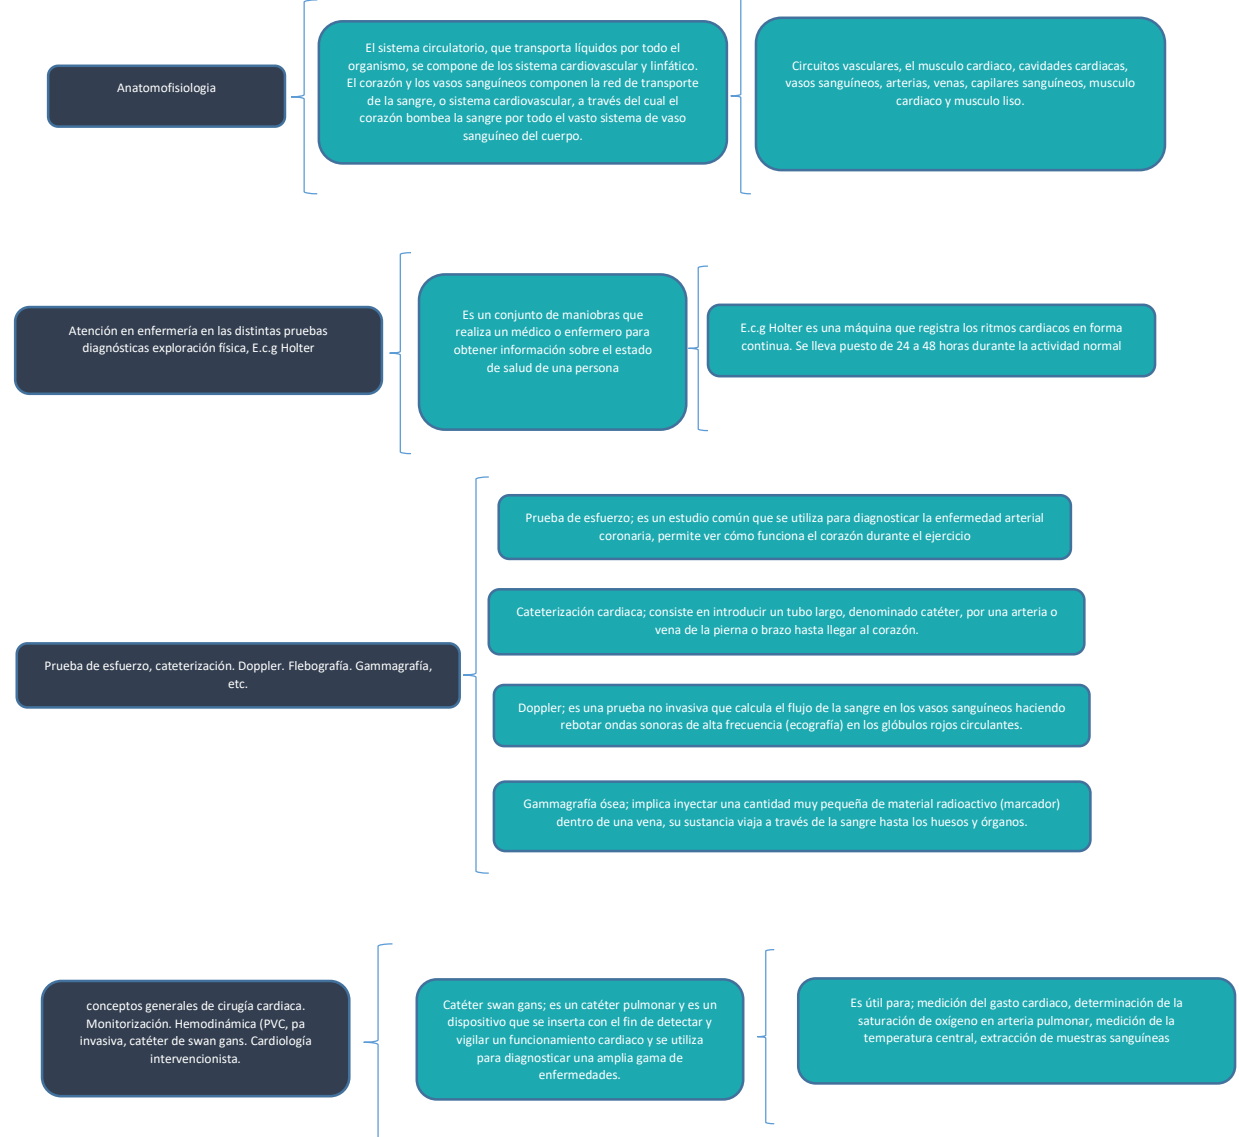 Anatomofisiologia
El sistema circulatorio, que transporta líquidos por todo el
organismo, se compone de los sistema cardiovascular y linfático.
El corazón y los vasos sanguíneos componen la red de transporte
de la sangre, o sistema cardiovascular, a través del cual el
corazón bombea la sangre por todo el vasto sistema de vaso
sanguíneo del cuerpo.
Circuitos vasculares, el musculo cardiaco, cavidades cardiacas,
vasos sanguíneos, arterias, venas, capilares sanguíneos, musculo
cardiaco y musculo liso.
Atención en enfermería en las distintas pruebas
diagnósticas exploración física, E.c.g Holter
Es un conjunto de maniobras que
realiza un médico o enfermero para
obtener información sobre el estado
de salud de una persona
E.c.g Holter es una máquina que registra los ritmos cardiacos en forma
continua. Se lleva puesto de 24 a 48 horas durante la actividad normal
Prueba de esfuerzo, cateterización. Doppler. Flebografía. Gammagrafía,
etc.
Prueba de esfuerzo; es un estudio común que se utiliza para diagnosticar la enfermedad arterial
coronaria, permite ver cómo funciona el corazón durante el ejercicio
Cateterización cardiaca; consiste en introducir un tubo largo, denominado catéter, por una arteria o
vena de la pierna o brazo hasta llegar al corazón.
Doppler; es una prueba no invasiva que calcula el flujo de la sangre en los vasos sanguíneos haciendo
rebotar ondas sonoras de alta frecuencia (ecografía) en los glóbulos rojos circulantes.
Gammagrafía ósea; implica inyectar una cantidad muy pequeña de material radioactivo (marcador)
dentro de una vena, su sustancia viaja a través de la sangre hasta los huesos y órganos.
conceptos generales de cirugía cardiaca.
Monitorización. Hemodinámica (PVC, pa
invasiva, catéter de swan gans. Cardiología
intervencionista.
Catéter swan gans; es un catéter pulmonar y es un
dispositivo que se inserta con el fin de detectar y
vigilar un funcionamiento cardiaco y se utiliza
para diagnosticar una amplia gama de
enfermedades.
Es útil para; medición del gasto cardiaco, determinación de la
saturación de oxígeno en arteria pulmonar, medición de la
temperatura central, extracción de muestras sanguíneas